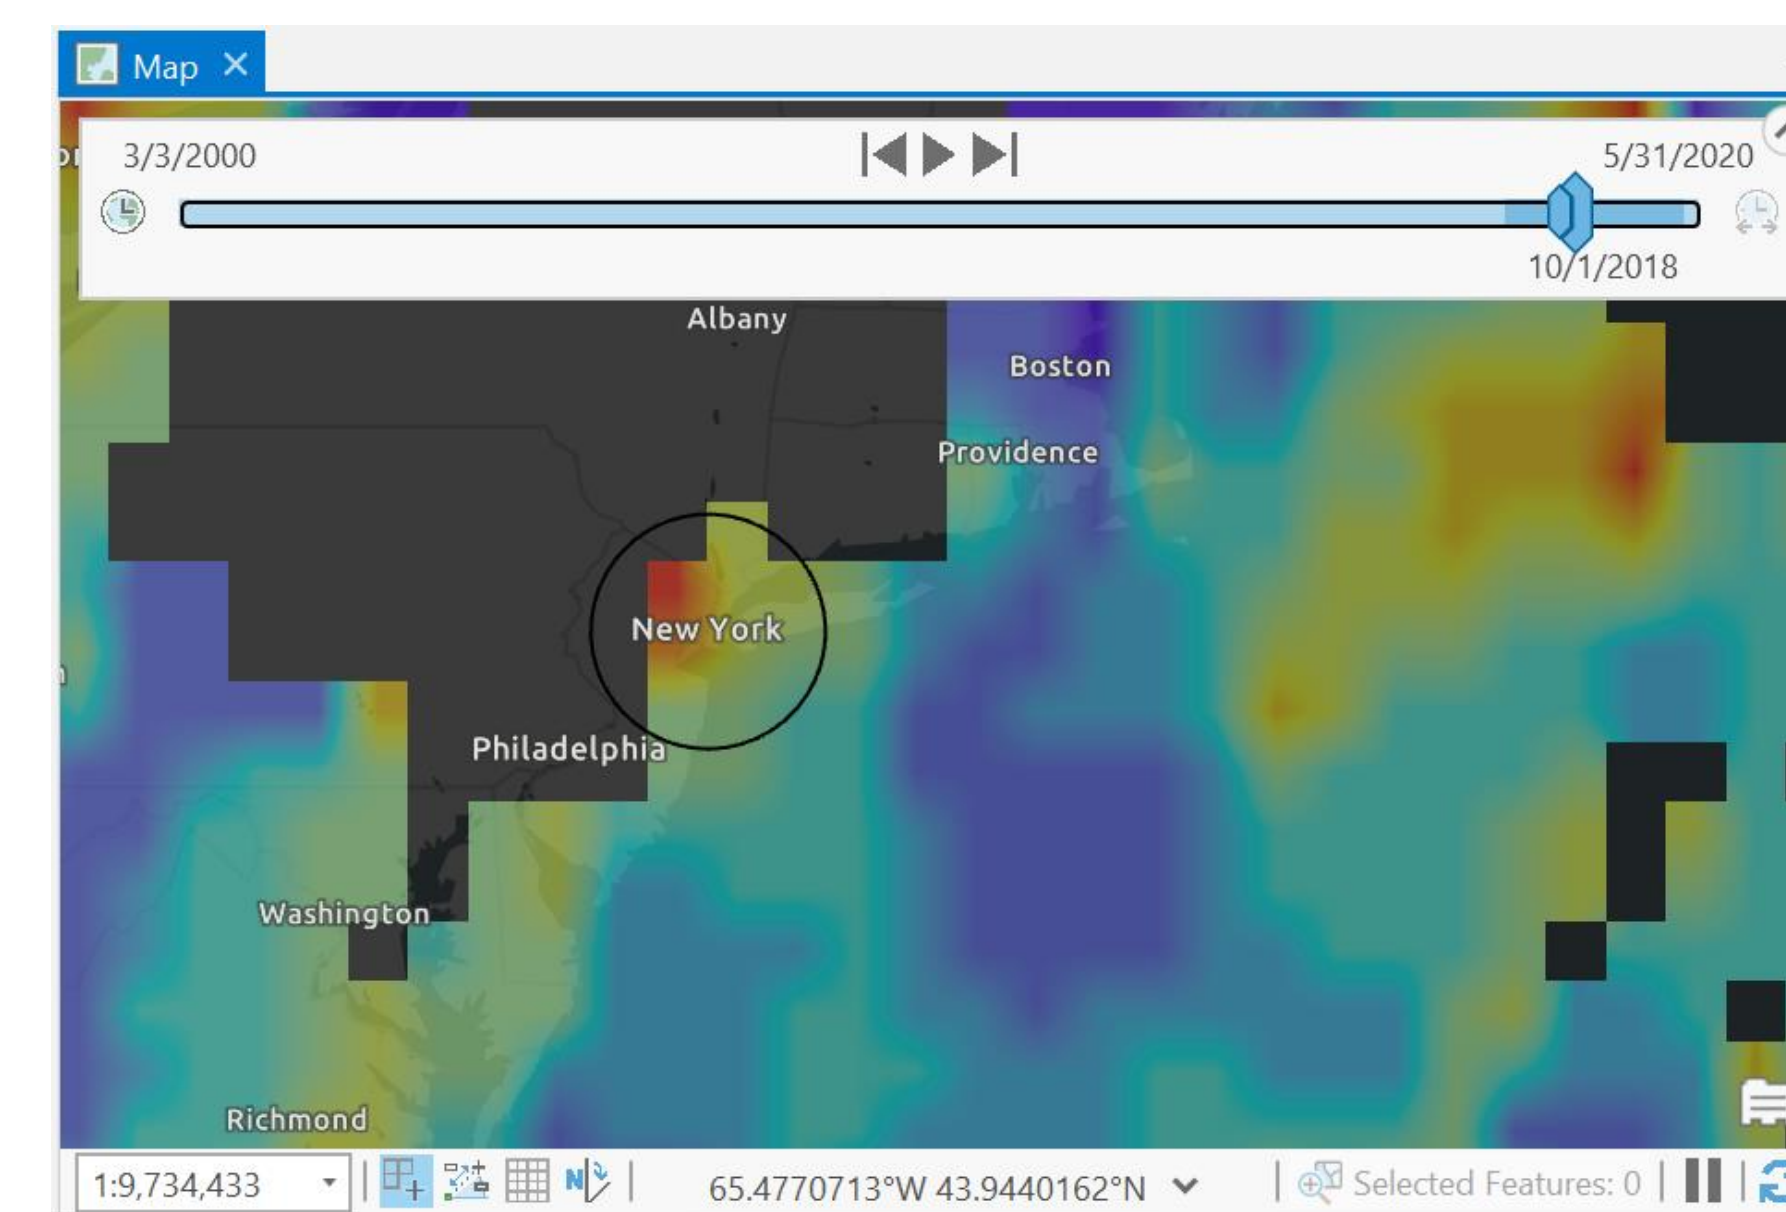 Map
3/3/2000
5/31/2020
10/1/2018
Albany
Boston
Providence
New York
Philadelphia
Washington
Richmond
1:9,734,433
N
65.4770713°W 43.9440162°N
Selected Features: 0